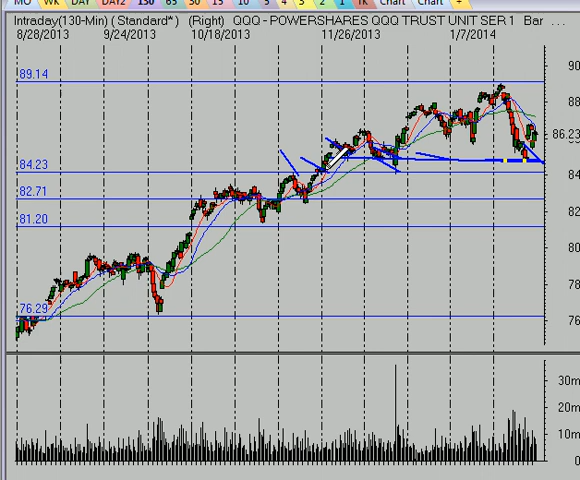 MO WK DAY DAY2 130 65 30 15 10 5 4 S 2 1 TK Chart Chart +
Intraday(130-Min) ( Standard* ) (Right) QQQ - POWERSHARES QQQ TRUST UNIT SER 1 Bar
8/28/2013 9/24/2013 10/18/2013 11/26/2013 1/7/2014
89.14
90
88
86.23
84.23
84
82.71
82
81.20
80
78
76.29
76
30m
20m
10m
0